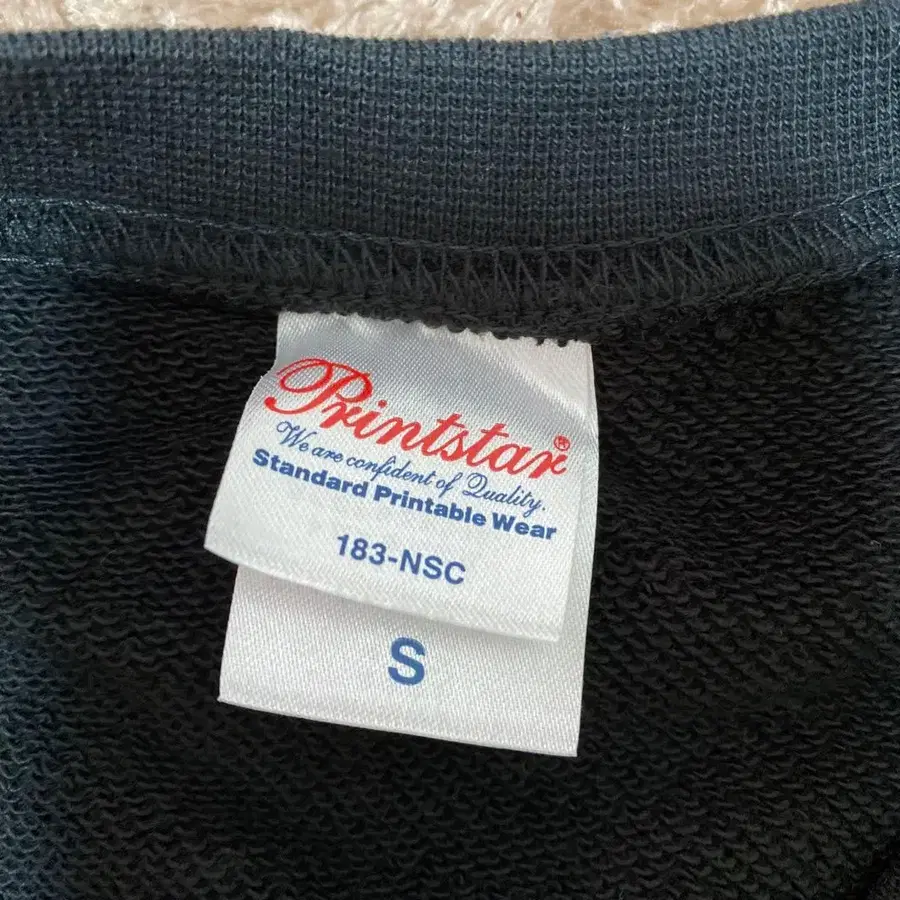 Printstar®
We are confident of Quality.
Standard Printable Wear
183-NSC
S